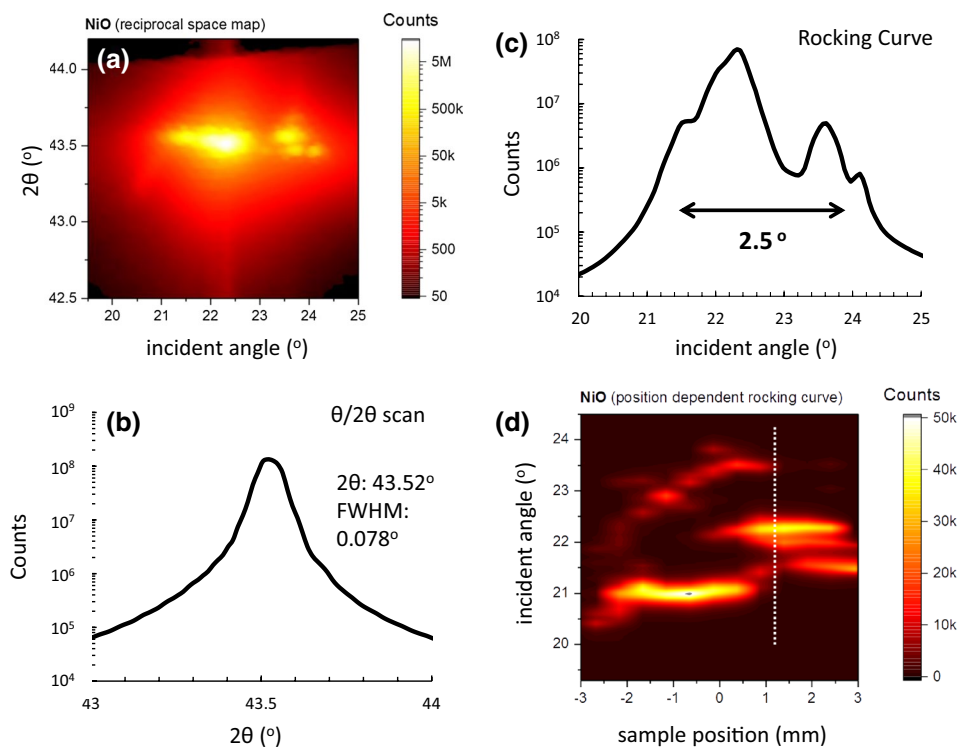 NiO (reciprocal space map)
Counts
(a)
44.2
44.0
43.5
43.0
42.5
2θ (°)
20 21 22 23 24 25
incident angle (°)
5M
500k
50k
5k
500
50
(c)
Rocking Curve
10⁸
10⁷
10⁶
10⁵
10⁴
Counts
2.5 °
20 21 22 23 24 25
incident angle (°)
(b)
θ/2θ scan
2θ: 43.52°
FWHM:
0.078°
10⁹
10⁸
10⁷
10⁶
10⁵
10⁴
Counts
43 43.5 44
2θ (°)
NiO (position dependent rocking curve)
Counts
(d)
24
23
22
21
20
incident angle (°)
-3 -2 -1 0 1 2 3
sample position (mm)
50k
40k
30k
20k
10k
0